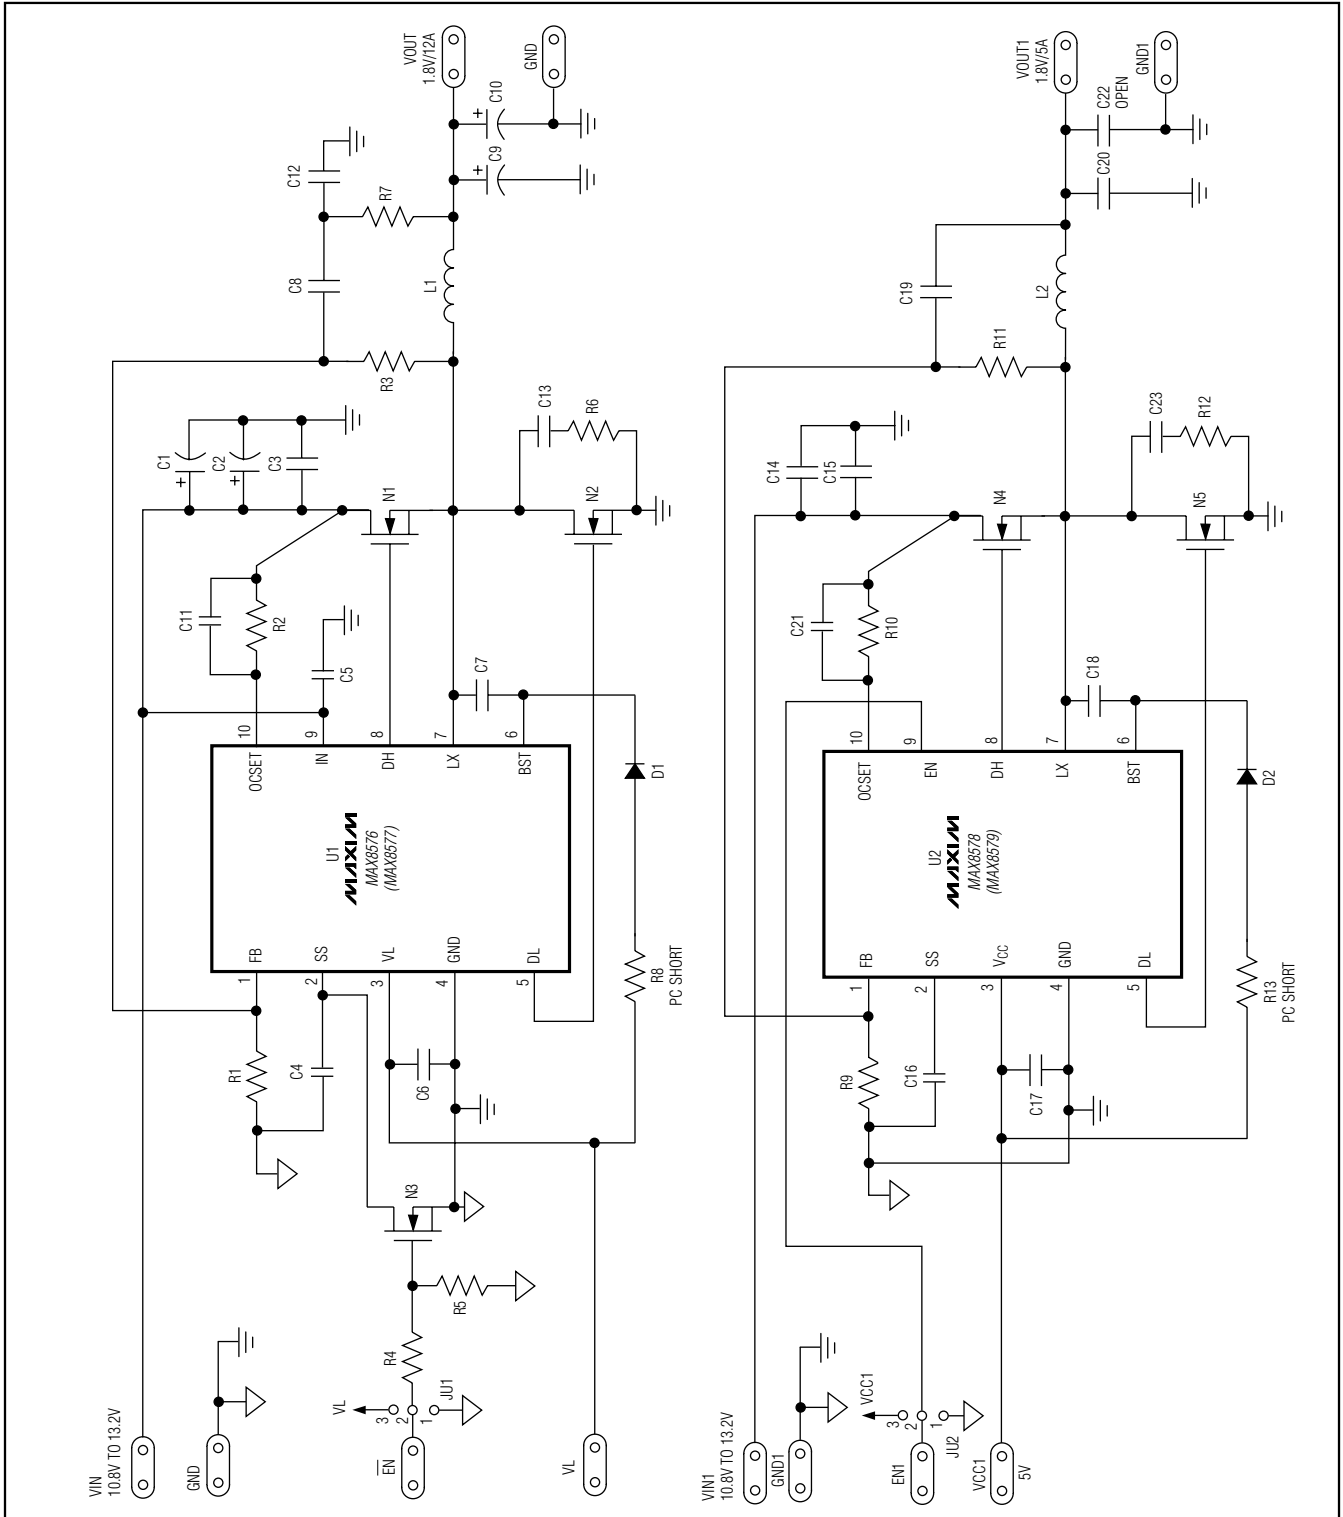 VOUT
1.8V/12A
GND
C10
C9
C12
R7
C8
L1
R3
C13
R6
C1
C2
C3
N1
N2
C11
R2
C5
C7
10
9
8
7
6
OCSET
IN
DH
LX
BST
D1
U1
MAXIM
MAX8576
(MAX8577)
FB
SS
VL
GND
DL
1
2
3
4
5
R8
PC SHORT
R1
C4
C6
N3
R5
R4
VL
3
2
1
JU1
VIN
10.8V TO 13.2V
GND
EN
VL
VOUT1
1.8V/5A
GND1
C22
OPEN
C20
C19
L2
R11
C23
R12
C14
C15
N4
N5
C21
R10
C18
10
9
8
7
6
OCSET
EN
DH
LX
BST
D2
U2
MAXIM
MAX8578
(MAX8579)
FB
SS
VCC
GND
DL
1
2
3
4
5
R13
PC SHORT
R9
C16
C17
VCC1
3
2
1
JU2
VIN1
10.8V TO 13.2V
GND1
EN1
VCC1
5V